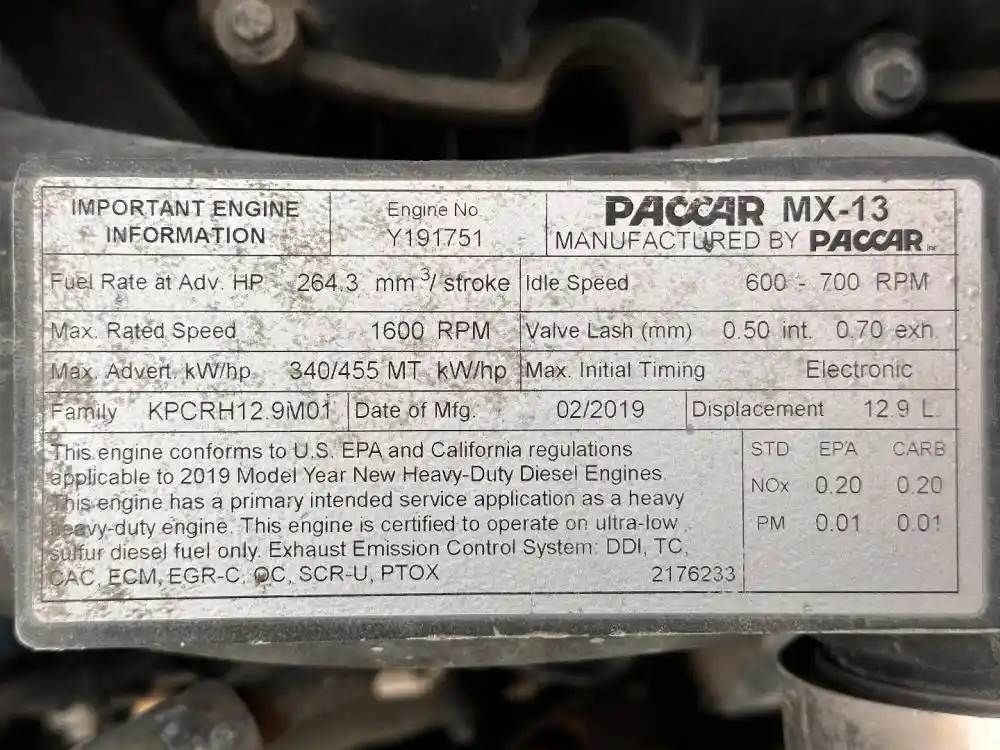 IMPORTANT ENGINE INFORMATION
Engine No Y191751
PACCAR MX-13
MANUFACTURED BY PACCAR inc
Fuel Rate at Adv. HP 264.3 mm³/ stroke Idle Speed 600 - 700 RPM
Max. Rated Speed 1600 RPM Valve Lash (mm) 0.50 int. 0.70 exh.
Max. Advert. kW/hp 340/455 MT kW/hp Max. Initial Timing Electronic
Family KPCRH12.9M01 Date of Mfg. 02/2019 Displacement 12.9 L
This engine conforms to U.S. EPA and California regulations
applicable to 2019 Model Year New Heavy-Duty Diesel Engines.
This engine has a primary intended service application as a heavy
heavy-duty engine. This engine is certified to operate on ultra-low
sulfur diesel fuel only. Exhaust Emission Control System: DDI, TC,
CAC, ECM, EGR-C, OC, SCR-U, PTOX 2176233
STD EPA CARB
NOx 0.20 0.20
PM 0.01 0.01